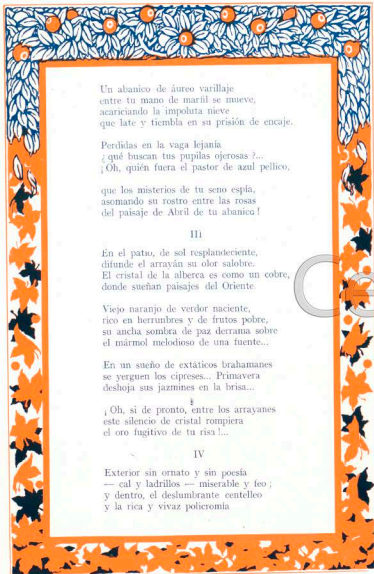 Un abanico de áureo varillaje
entre tu mano de marfil se mueve,
acariciando la impoluta nieve
que late y tiembla en su prisión de encaje.
Perdidas en la vaga lejanía
¿ qué buscan tus pupilas ojerosas ?...
¡ Oh, quién fuera el pastor de azul pellico,
que los misterios de tu seno espía,
asomando su rostro entre las rosas
del paisaje de Abril de tu abanico !
III
En el patio, de sol resplandeciente,
difunde el arrayán su olor salobre.
El cristal de la alberca es como un cobre,
donde sueñan paisajes del Oriente.
Viejo naranjo de verdor naciente,
rico en herrumbres y de frutos pobre,
su ancha sombra de paz derrama sobre
el mármol melodioso de una fuente...
En un sueño de extáticos brahamanes
se yerguen los cipreses... Primavera
deshoja sus jazmines en la brisa...
¡ Oh, si de pronto, entre los arrayanes
este silencio de cristal rompiera
el oro fugitivo de tu risa !...
IV
Exterior sin ornato y sin poesía
— cal y ladrillos — miserable y feo ;
y dentro, el deslumbrante centelleo
y la rica y vivaz policromía